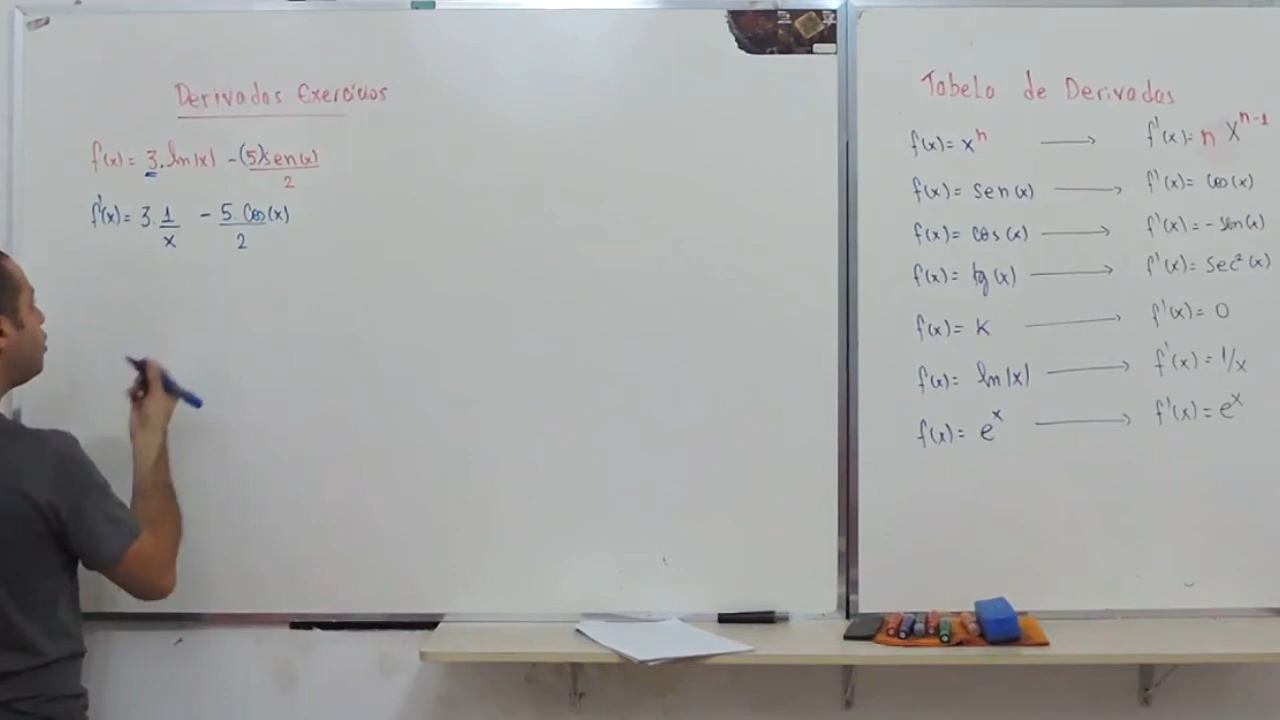 Derivadas Exercícios
f(x) = 3.ln|x| - (5)sen(x)
2
f'(x) = 3.1 - 5.Cos(x)
x 2
Tabela de Derivadas
f(x) = x^n → f'(x) = n x^n-1
f(x) = sen(x) → f'(x) = cos(x)
f(x) = cos(x) → f'(x) = -sen(x)
f(x) = tg(x) → f'(x) = sec²(x)
f(x) = K → f'(x) = 0
f(x) = ln|x| → f'(x) = 1/x
f(x) = e^x → f'(x) = e^x